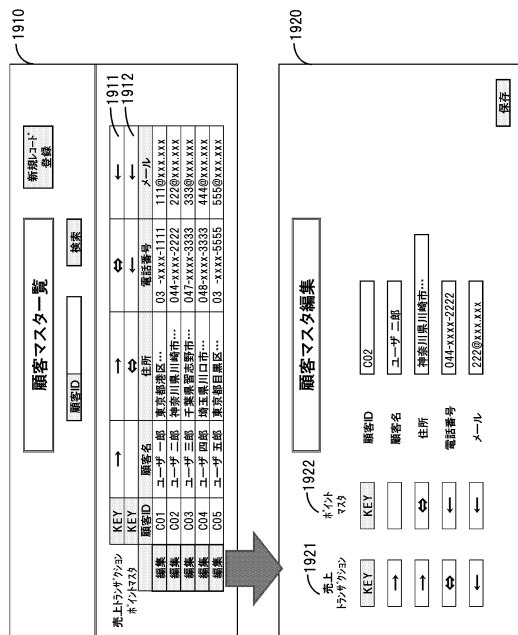 1910
顧客マスター覧
新規レコード
登録
顧客ID
検索
1911
1912
売上トランザクション KEY → → ⇔ ←
ポイントマスタ KEY ⇔ ← ←
顧客ID 顧客名 住所 電話番号 メール
編集 C01 ユーザ 一郎 東京都港区… 03 -xxxx-1111 111@xxx.xxx
編集 C02 ユーザ 二郎 神奈川県川崎市… 044-xxxx-2222 222@xxx.xxx
編集 C03 ユーザ 三郎 千葉県習志野市… 047-xxxx-3333 333@xxx.xxx
編集 C04 ユーザ 四郎 埼玉県川口市… 048-xxxx-3333 444@xxx.xxx
編集 C05 ユーザ 五郎 東京都目黒区… 03 -xxxx-5555 555@xxx.xxx
1920
顧客マスタ編集
1921 1922
売上
トランザクション
ポイント
マスタ
KEY KEY 顧客ID C02
→ 顧客名 ユーザ 二郎
→ ⇔ 住所 神奈川県川崎市…
⇔ ← 電話番号 044-xxxx-2222
← ← メール 222@xxx.xxx
保存